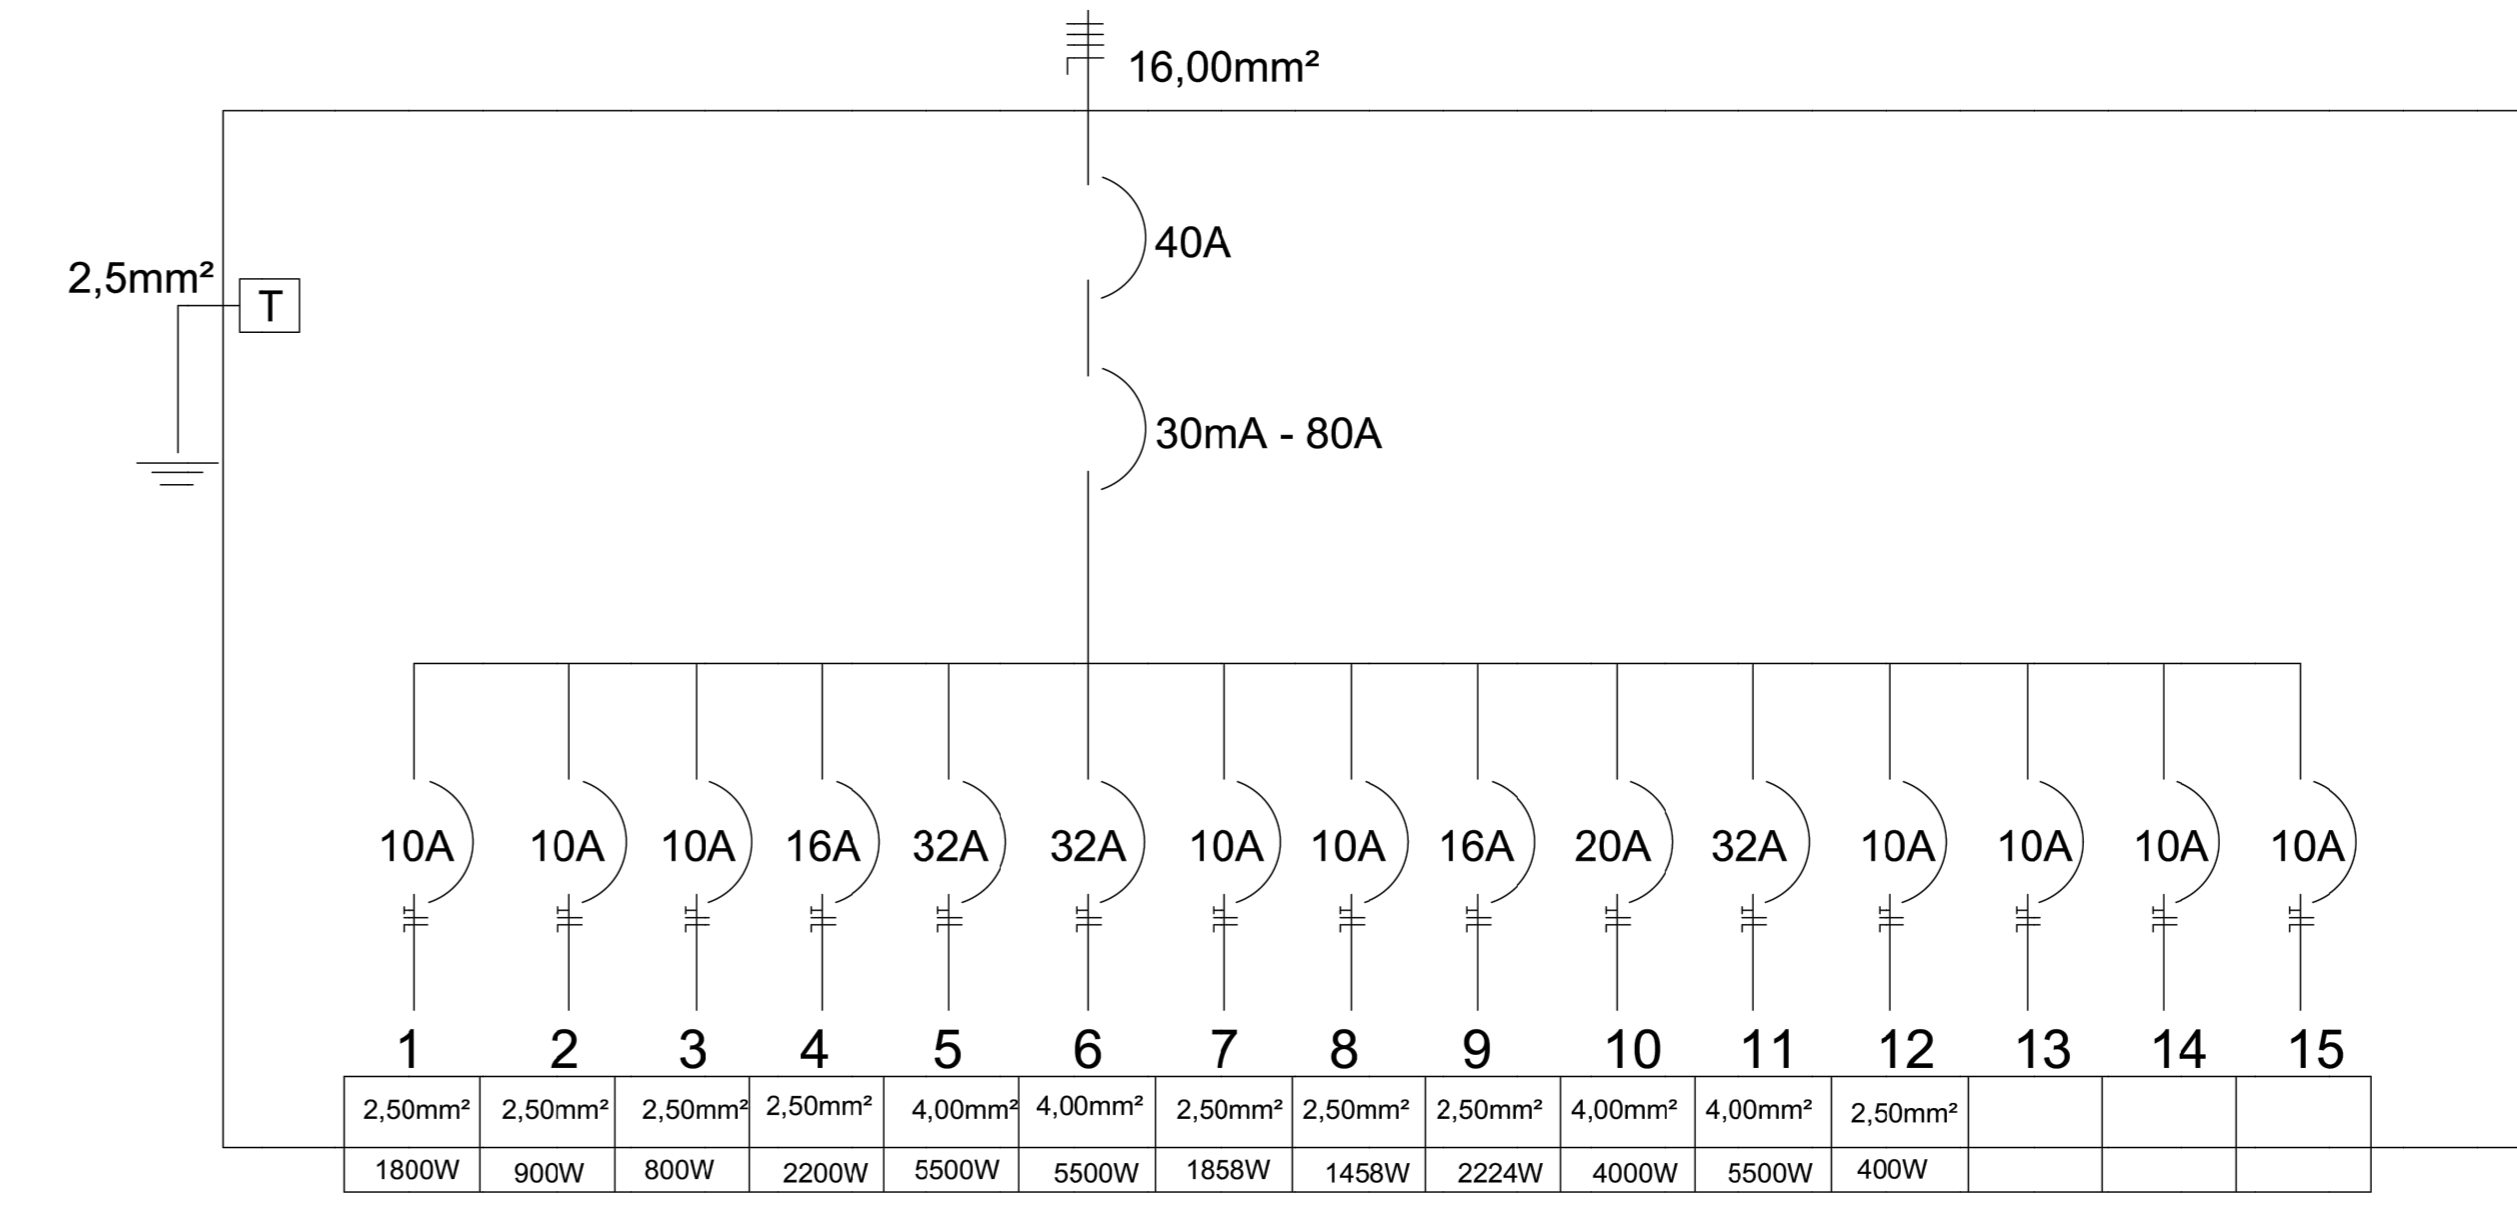 16,00mm²
40A
2,5mm²
T
30mA - 80A
10A 10A 10A 16A 32A 32A 10A 10A 16A 20A 32A 10A 10A 10A 10A
1 2 3 4 5 6 7 8 9 10 11 12 13 14 15
2,50mm² 2,50mm² 2,50mm² 2,50mm² 4,00mm² 4,00mm² 2,50mm² 2,50mm² 2,50mm² 4,00mm² 4,00mm² 2,50mm²
1800W 900W 800W 2200W 5500W 5500W 1858W 1458W 2224W 4000W 5500W 400W